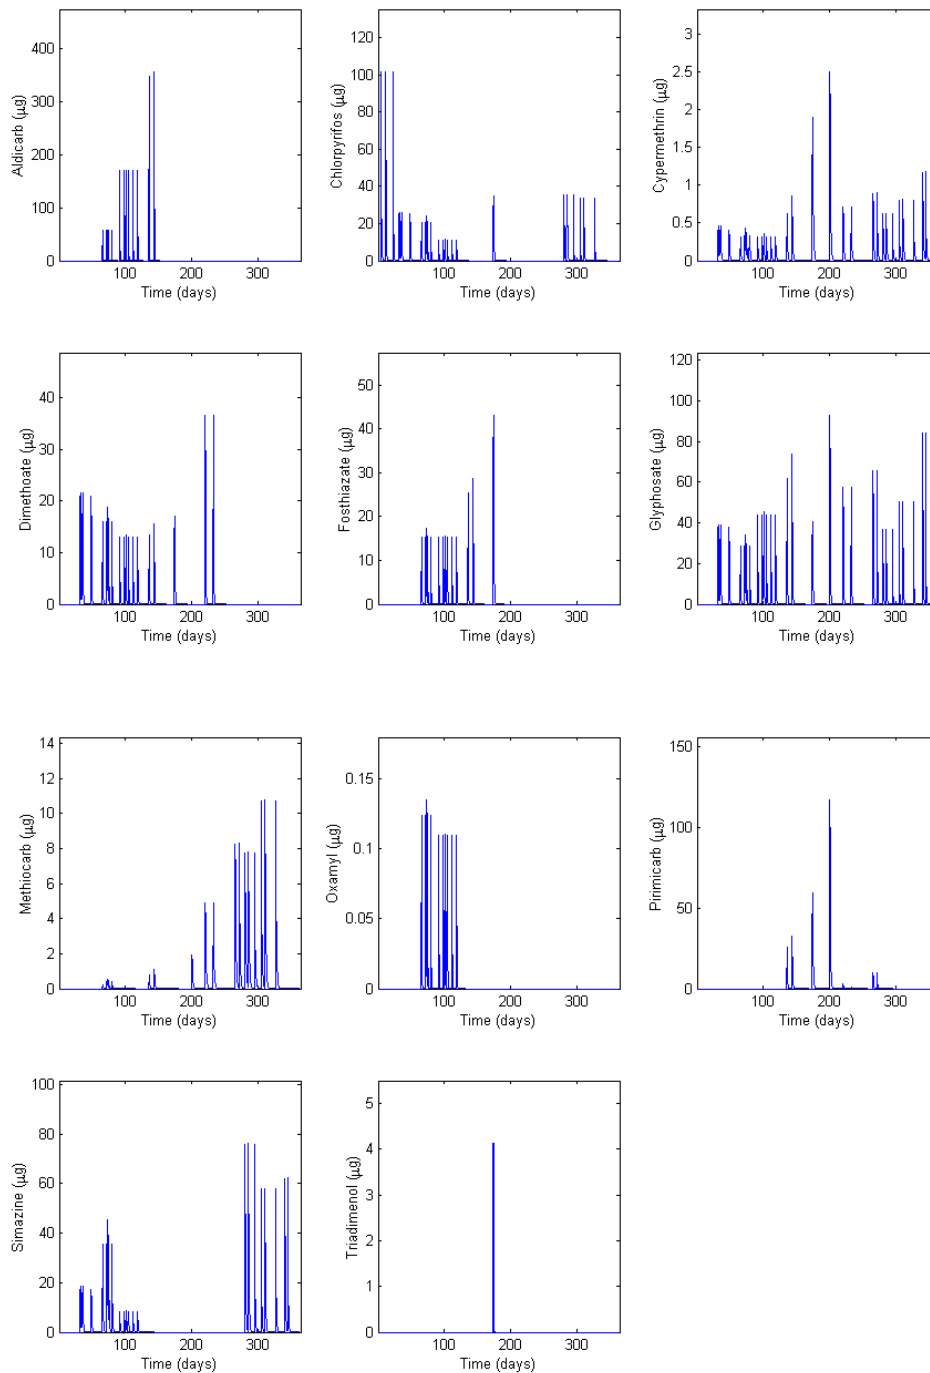 Aldicarb (µg)
400
300
200
100
0
100 200 300
Time (days)
Chlorpyrifos (µg)
120
100
80
60
40
20
0
100 200 300
Time (days)
Cypermethrin (µg)
3
2.5
2
1.5
1
0.5
0
100 200 300
Time (days)
Dimethoate (µg)
40
30
20
10
0
100 200 300
Time (days)
Fosthiazate (µg)
50
40
30
20
10
0
100 200 300
Time (days)
Glyphosate (µg)
120
100
80
60
40
20
0
100 200 300
Time (days)
Methiocarb (µg)
14
12
10
8
6
4
2
0
100 200 300
Time (days)
Oxamyl (µg)
0.15
0.1
0.05
0
100 200 300
Time (days)
Pirimicarb (µg)
150
100
50
0
100 200 300
Time (days)
Simazine (µg)
100
80
60
40
20
0
100 200 300
Time (days)
Triadimenol (µg)
5
4
3
2
1
0
100 200 300
Time (days)